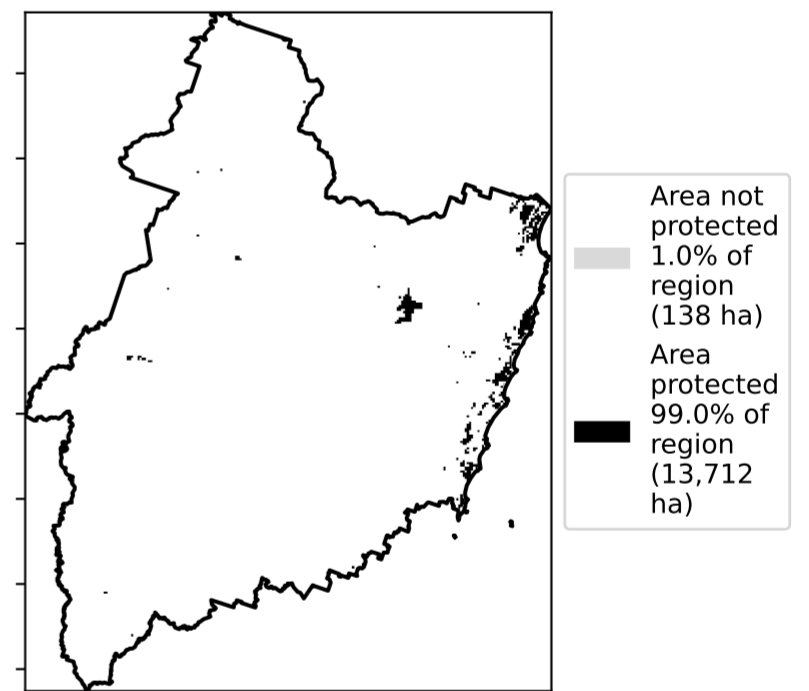 Area not
protected
1.0% of
region
(138 ha)
Area
protected
99.0% of
region
(13,712
ha)